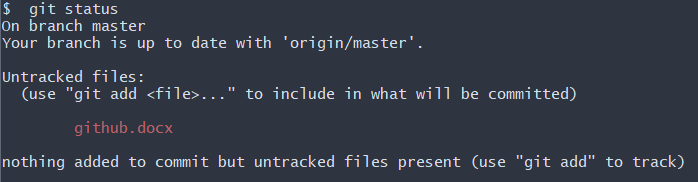 $  git status
On branch master
Your branch is up to date with 'origin/master'.

Untracked files:
  (use "git add <file>..." to include in what will be committed)

        github.docx

nothing added to commit but untracked files present (use "git add" to track)